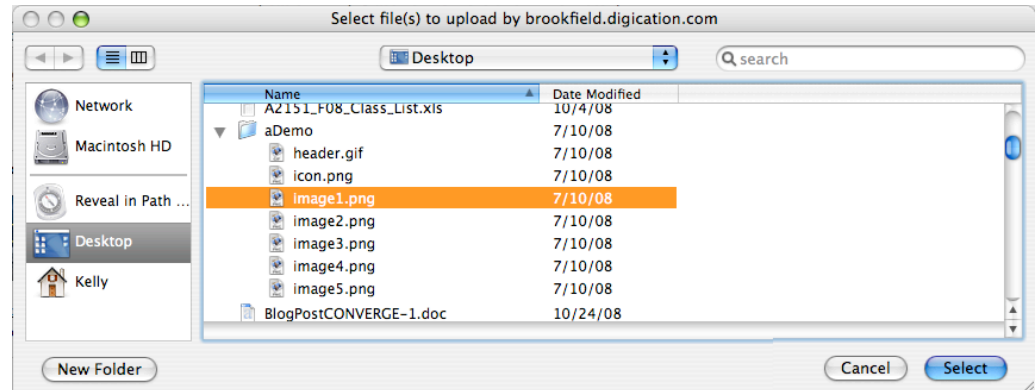 Select file(s) to upload by brookfield.digication.com
Desktop
search
Network
Macintosh HD
Reveal in Path ...
Desktop
Kelly
Name Date Modified
A2151_F08_Class_List.xls 10/4/08
aDemo 7/10/08
header.gif 7/10/08
icon.png 7/10/08
image1.png 7/10/08
image2.png 7/10/08
image3.png 7/10/08
image4.png 7/10/08
image5.png 7/10/08
BlogPostCONVERGE-1.doc 10/24/08
New Folder Cancel Select